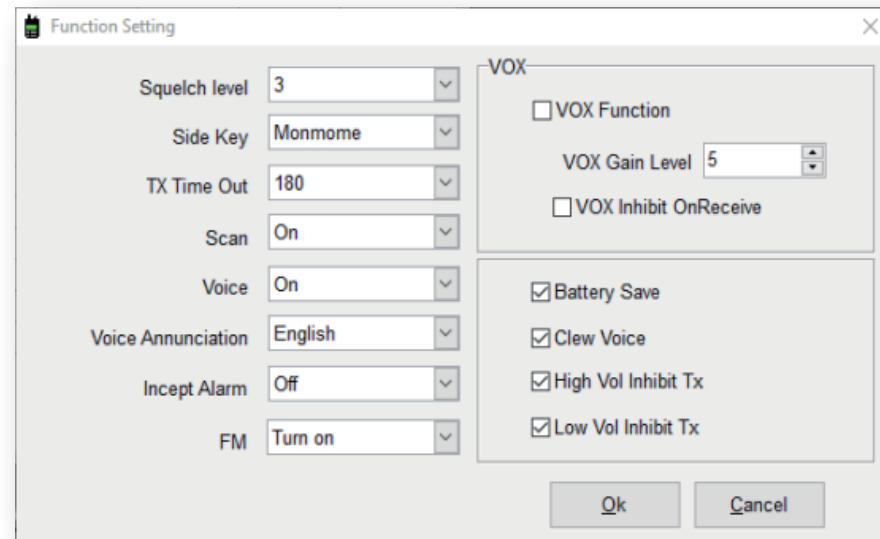 Function Setting
Squelch level 3
Side Key Monmome
TX Time Out 180
Scan On
Voice On
Voice Annunciation English
Incept Alarm Off
FM Turn on
VOX
VOX Function
VOX Gain Level 5
VOX Inhibit OnReceive
Battery Save
Clew Voice
High Vol Inhibit Tx
Low Vol Inhibit Tx
Ok Cancel